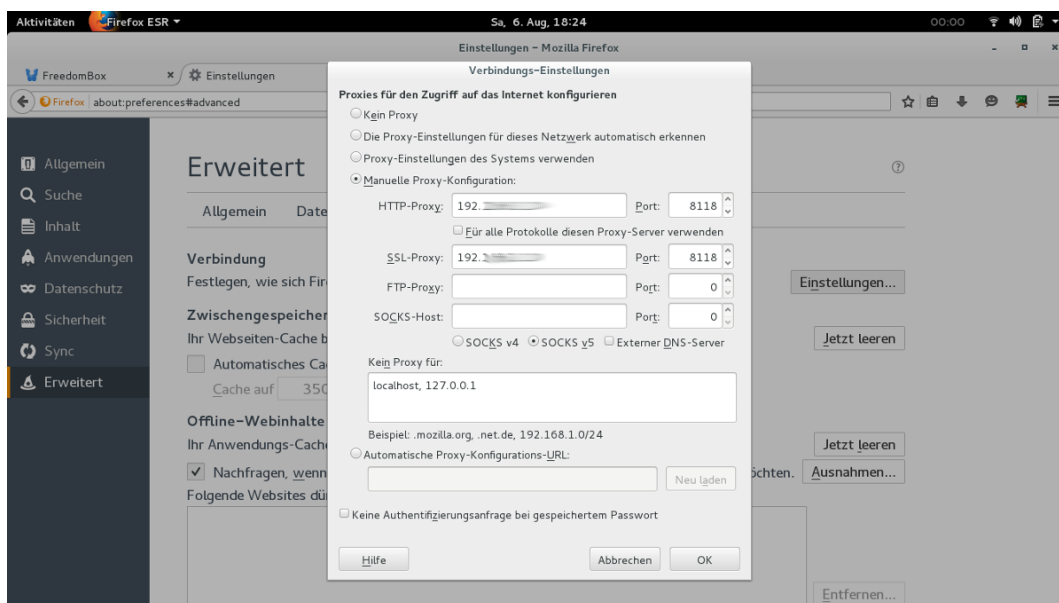 Aktivitäten Firefox ESR Sa, 6. Aug, 18:24 00:00
Einstellungen – Mozilla Firefox
FreedomBox Einstellungen
Firefox about:preferences#advanced
Allgemein
Suche
Inhalt
Anwendungen
Datenschutz
Sicherheit
Sync
Erweitert
Erweitert
Allgemein
Verbindung
Festlegen, wie sich
Einstellungen...
Ihr Webseiten-Cache
Jetzt leeren
Automatisches
Cache auf 350
Offline-Webinhalte
Ihr
Jetzt leeren
Nachfragen, wenn
Ausnahmen...
Folgende Websites
Entfernen...
Verbindungs-Einstellungen
Proxies für den Zugriff auf das Internet konfigurieren
Kein Proxy
Die Proxy-Einstellungen für dieses Netzwerk automatisch erkennen
Proxy-Einstellungen des Systems verwenden
Manuelle Proxy-Konfiguration:
HTTP-Proxy: 192. Port: 8118
Für alle Protokolle diesen Proxy-Server verwenden
SSL-Proxy: 192. Port: 8118
FTP-Proxy: Port: 0
SOCKS-Host: Port: 0
SOCKS v4 SOCKS v5 Externer DNS-Server
Kein Proxy für:
localhost, 127.0.0.1
Beispiel: .mozilla.org, .net.de, 192.168.1.0/24
Automatische Proxy-Konfigurations-URL:
Neu laden
Keine Authentifizierungsanfrage bei gespeichertem Passwort
Hilfe Abbrechen OK